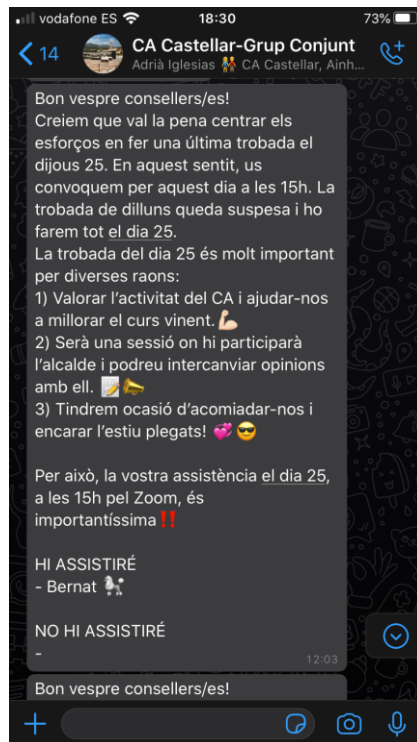 vodafone ES 18:30 73%
14 CA Castellar-Grup Conjunt
Adrià Iglesias 👫 CA Castellar, Ainh...
Bon vespre consellers/es!
Creiem que val la pena centrar els
esforços en fer una última trobada el
dijous 25. En aquest sentit, us
convoquem per aquest dia a les 15h. La
trobada de dilluns queda suspesa i ho
farem tot el dia 25.
La trobada del dia 25 és molt important
per diverses raons:
1) Valorar l’activitat del CA i ajudar-nos
a millorar el curs vinent.💪🏻
2) Serà una sessió on hi participarà
l’alcalde i podreu intercanviar opinions
amb ell. 📝📣
3) Tindrem ocasió d’acomiadar-nos i
encarar l’estiu plegats! 💞😎
Per això, la vostra assistència el dia 25,
a les 15h pel Zoom, és
importantíssima‼️
HI ASSISTIRÉ
- Bernat 🐩
NO HI ASSISTIRÉ
-
12:03
Bon vespre consellers/es!